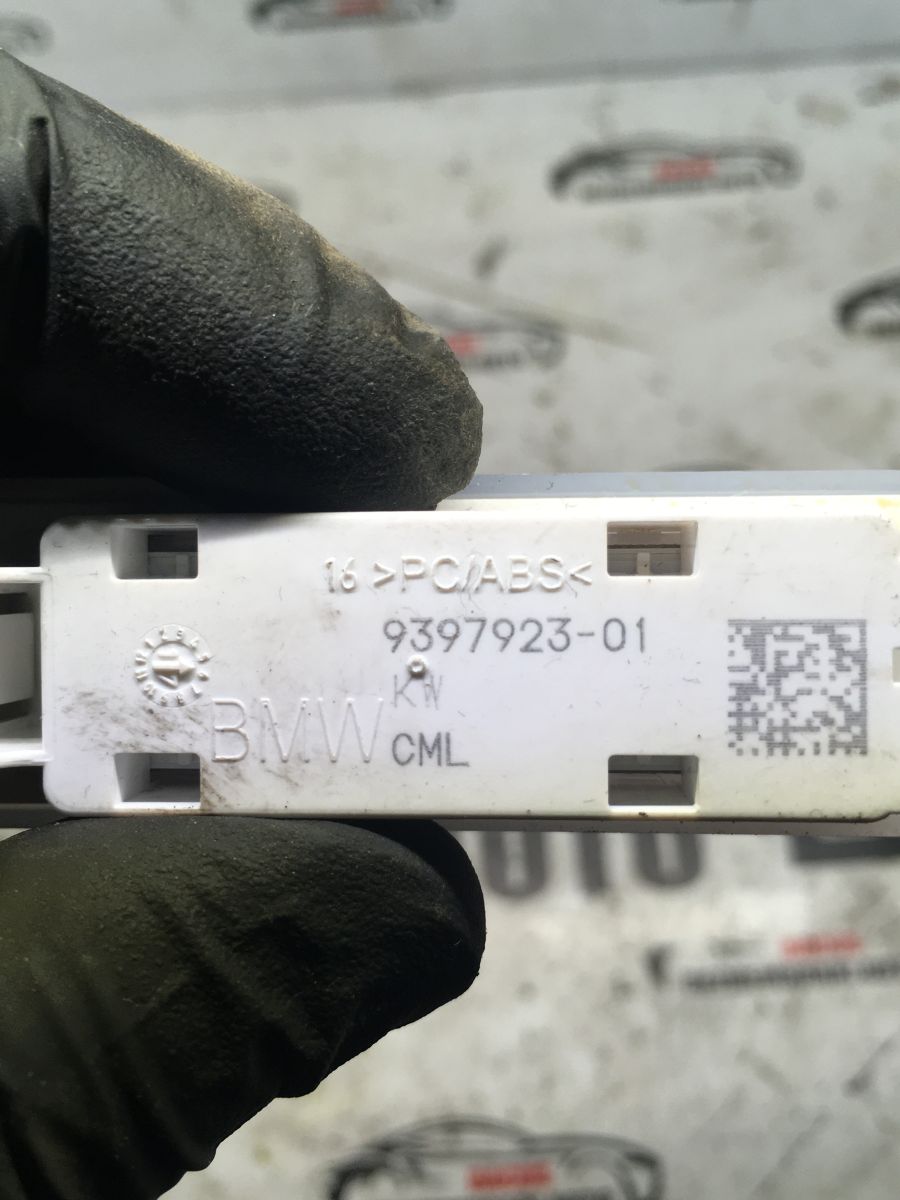 16 >PC/ABS<
9397923-01
KW
BMW
CML